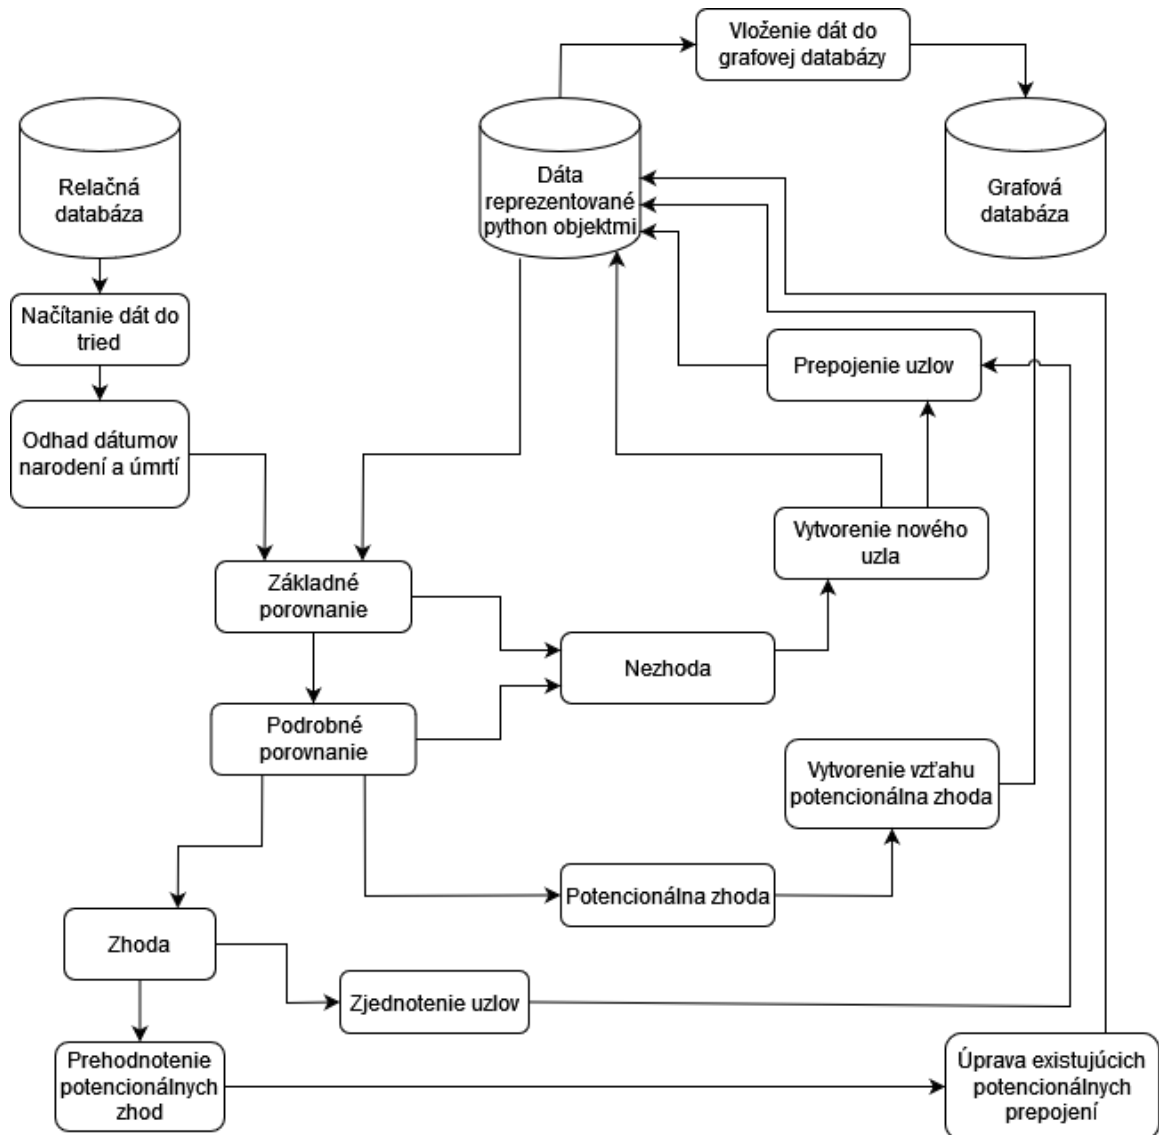 Vloženie dát do
grafovej databázy
Relačná
databáza
Dáta
reprezentované
python objektmi
Grafová
databáza
Načítanie dát do
tried
Prepojenie uzlov
Odhad dátumov
narodení a úmrtí
Vytvorenie nového
uzla
Základné
porovnanie
Nezhoda
Podrobné
porovnanie
Vytvorenie vzťahu
potencionálna zhoda
Potencionálna zhoda
Zhoda
Zjednotenie uzlov
Prehodnotenie
potencionálnych
zhod
Úprava existujúcich
potencionálnych
prepojení